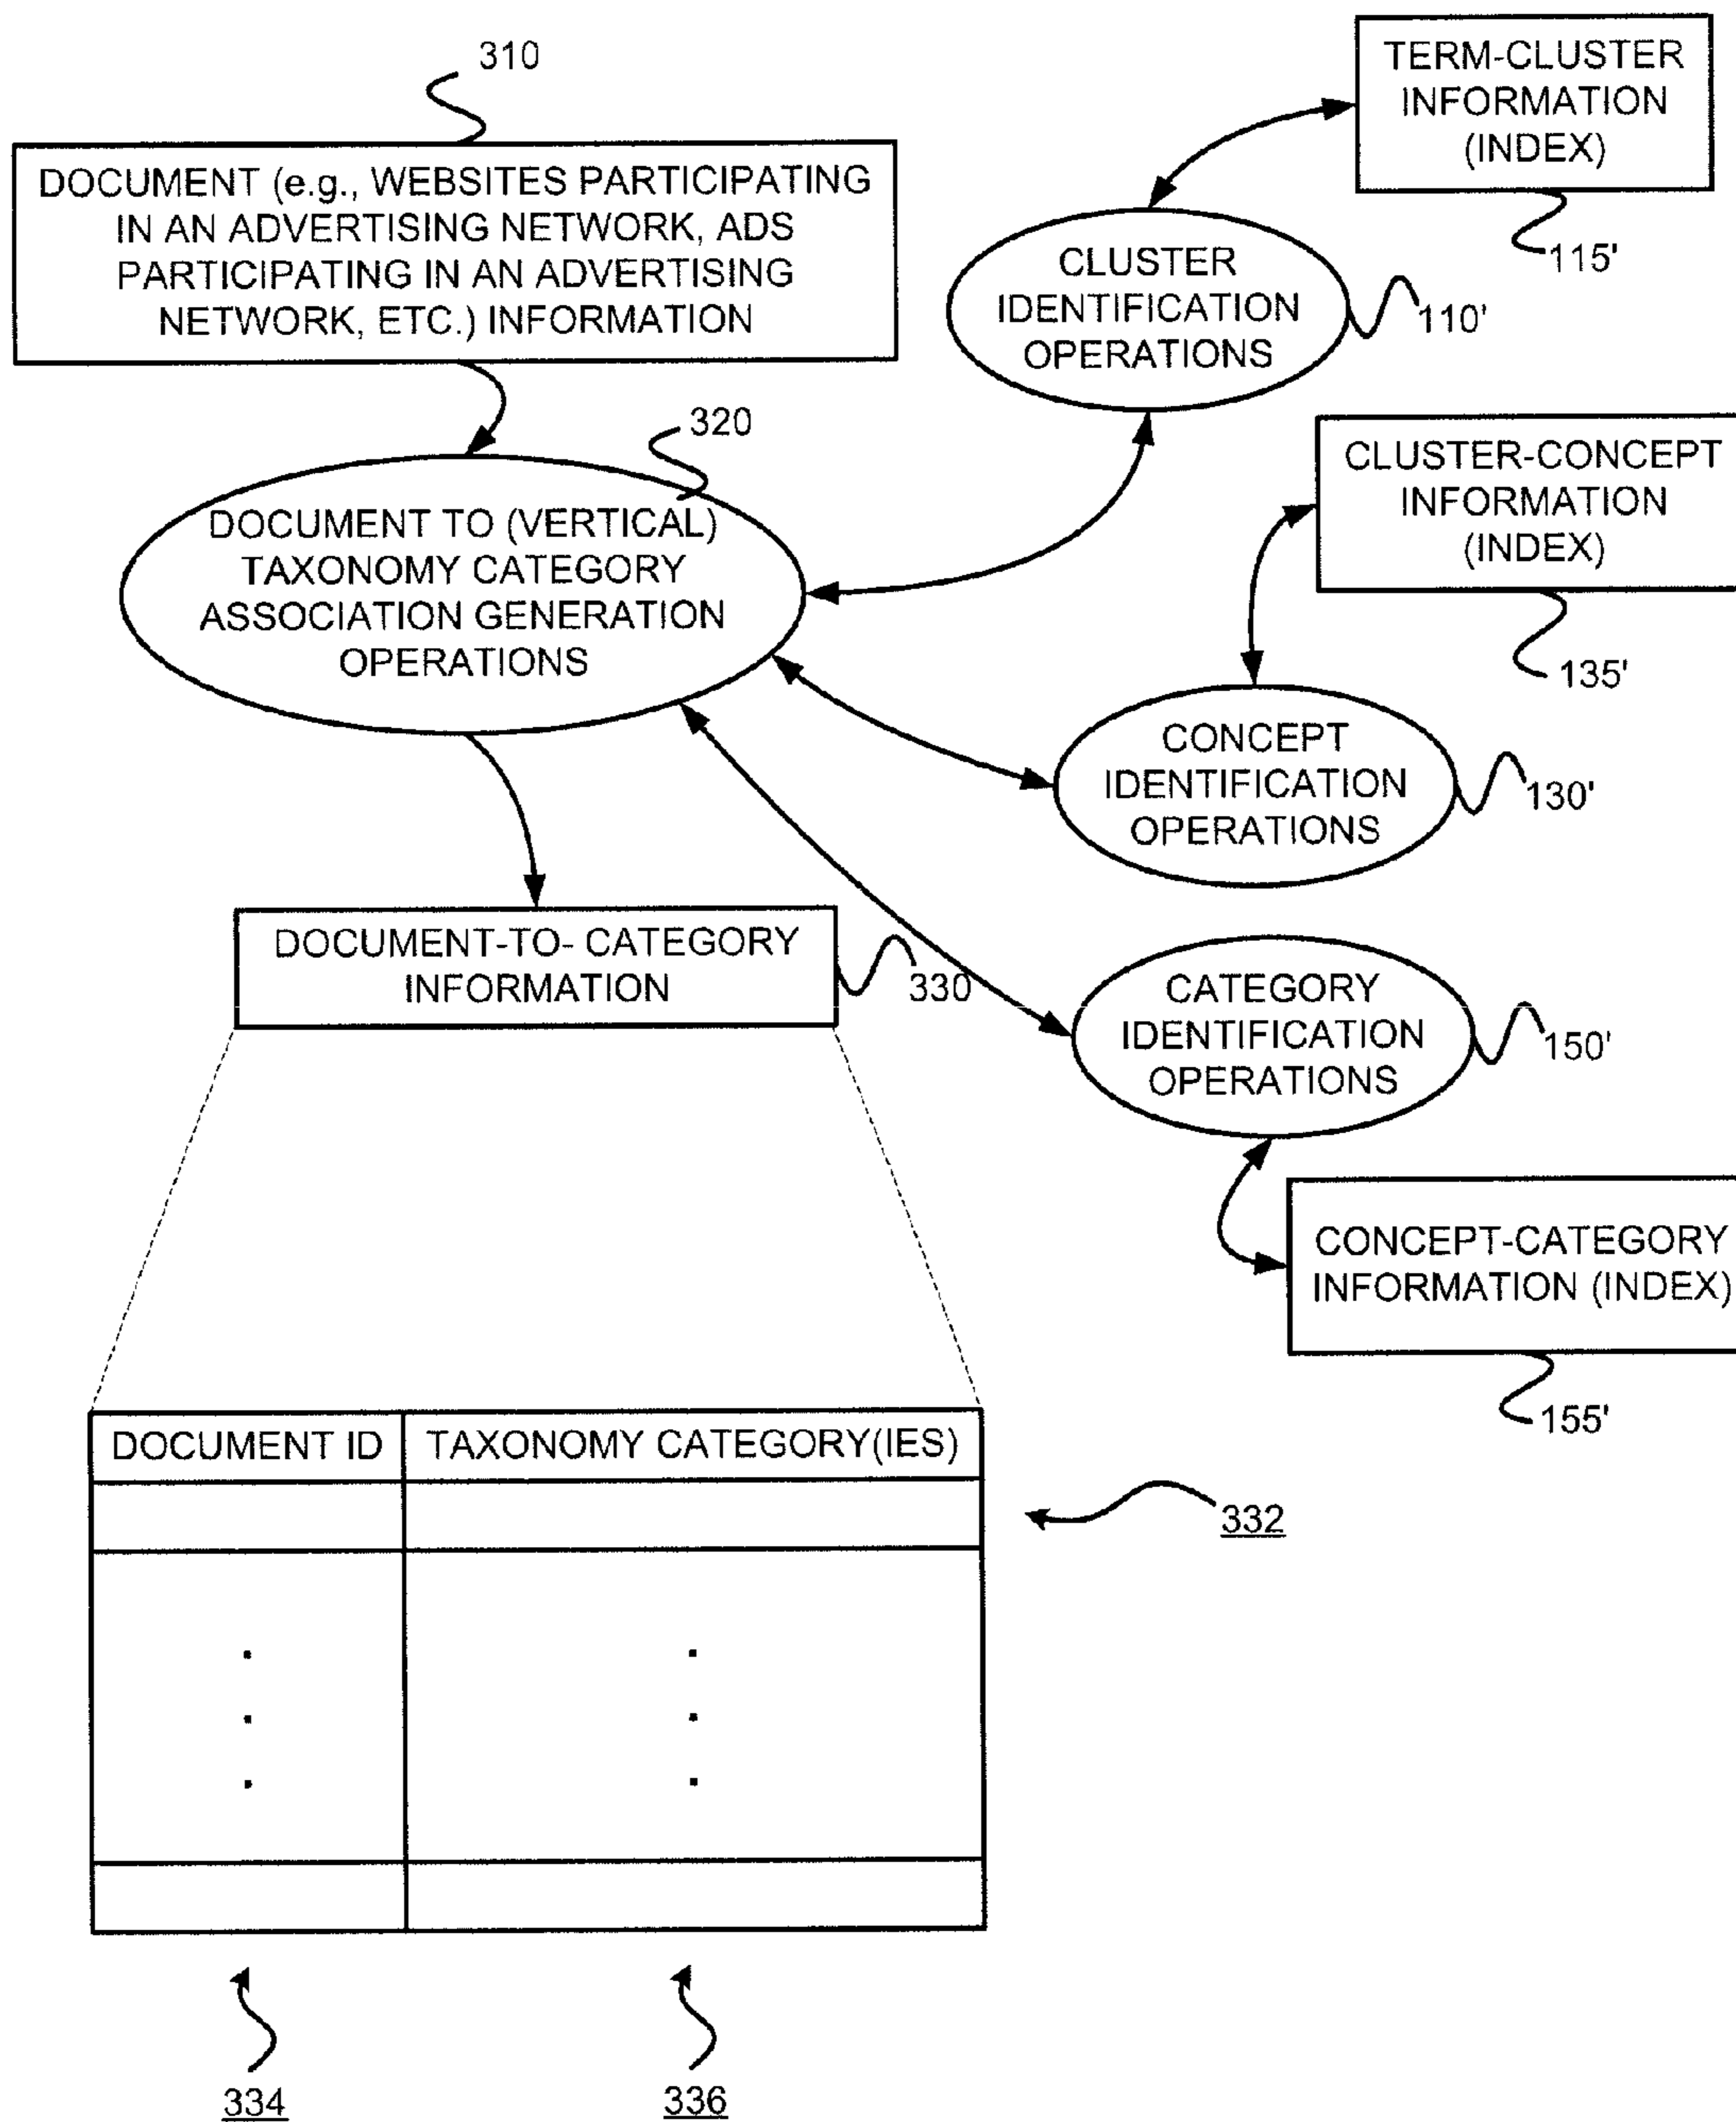 310
DOCUMENT (e.g., WEBSITES PARTICIPATING
IN AN ADVERTISING NETWORK, ADS
PARTICIPATING IN AN ADVERTISING
NETWORK, ETC.) INFORMATION
TERM-CLUSTER
INFORMATION
(INDEX)
115'
CLUSTER
IDENTIFICATION
OPERATIONS
110'
320
DOCUMENT TO (VERTICAL)
TAXONOMY CATEGORY
ASSOCIATION GENERATION
OPERATIONS
CLUSTER-CONCEPT
INFORMATION
(INDEX)
135'
CONCEPT
IDENTIFICATION
OPERATIONS
130'
DOCUMENT-TO- CATEGORY
INFORMATION
330
CATEGORY
IDENTIFICATION
OPERATIONS
150'
CONCEPT-CATEGORY
INFORMATION (INDEX)
155'
DOCUMENT ID
TAXONOMY CATEGORY(IES)
332
334
336